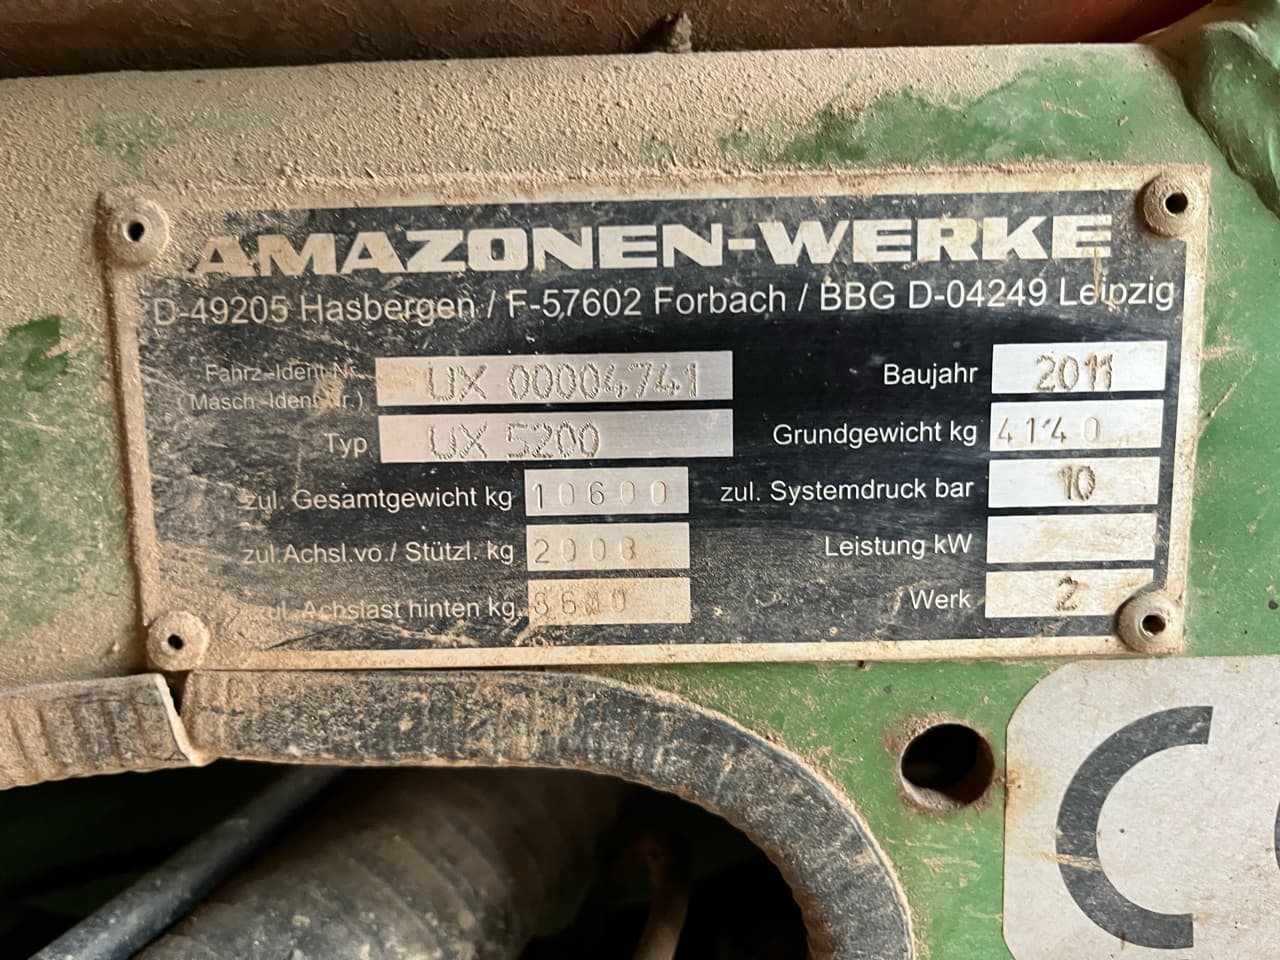 AMAZONEN-WERKE
D-49205 Hasbergen / F-57602 Forbach / BBG D-04249 Leipzig
Fahrz.-Ident-Nr. UX 00004741 Baujahr 2011
(Masch.-Ident-Nr.)
Typ UX 5200 Grundgewicht kg 4140
zul. Gesamtgewicht kg 10600 zul. Systemdruck bar 10
zul.Achsl.vo./ Stützl. kg Leistung kW
zul. Achslast hinten kg Werk 2
C